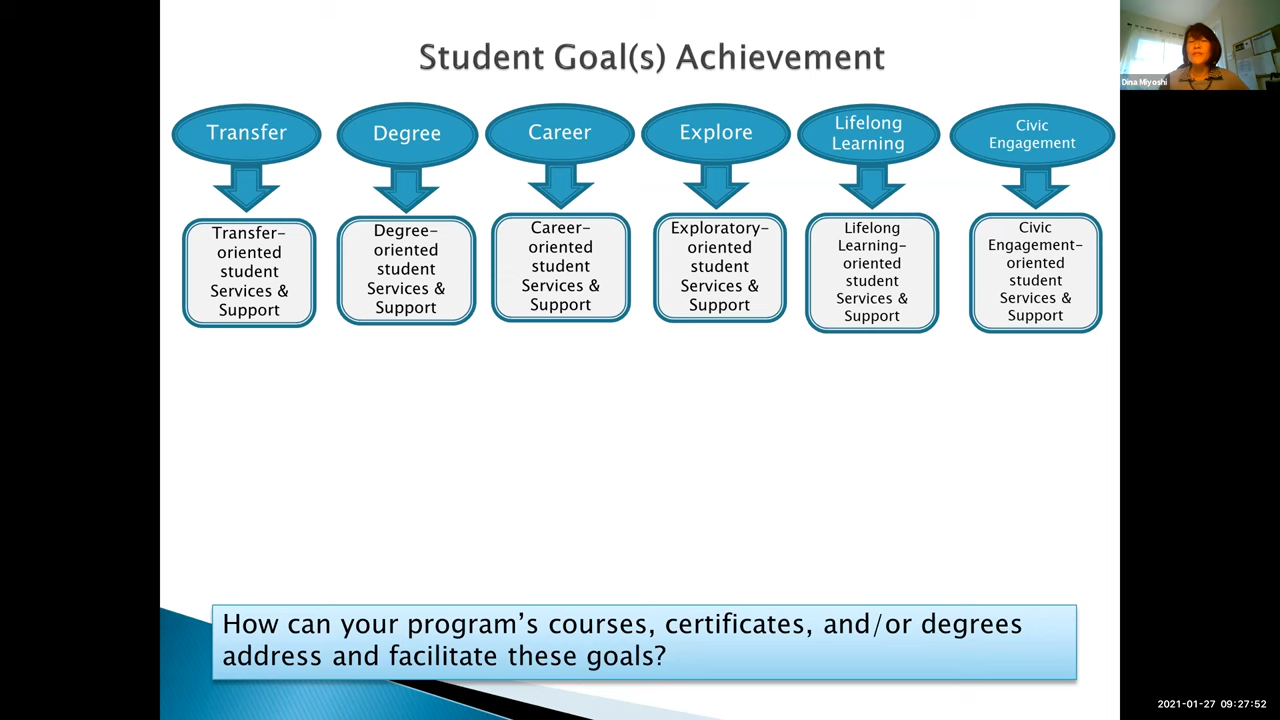 Student Goal(s) Achievement
Dina Miyoshi
Transfer
Degree
Career
Explore
Lifelong
Learning
Civic
Engagement
Transfer-
oriented
student
Services &
Support
Degree-
oriented
student
Services &
Support
Career-
oriented
student
Services &
Support
Exploratory-
oriented
student
Services &
Support
Lifelong
Learning-
oriented
student
Services &
Support
Civic
Engagement-
oriented
student
Services &
Support
How can your program’s courses, certificates, and/or degrees
address and facilitate these goals?
2021-01-27 09:27:52